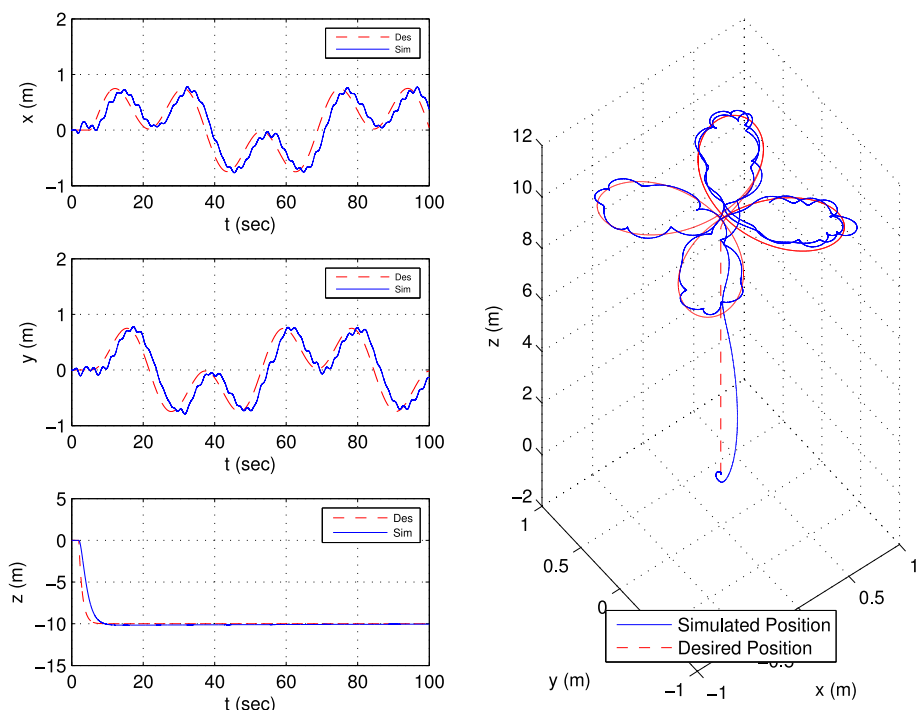 2
1
0
−1
x (m)
0 20 40 60 80 100
t (sec)
Des
Sim
2
1
0
−1
y (m)
0 20 40 60 80 100
t (sec)
Des
Sim
5
0
−5
−10
−15
z (m)
0 20 40 60 80 100
t (sec)
Des
Sim
12
10
8
6
4
2
0
−2
z (m)
1
0.5
0
−1
y (m)
−1
−0.5
0.5
1
x (m)
Simulated Position
Desired Position